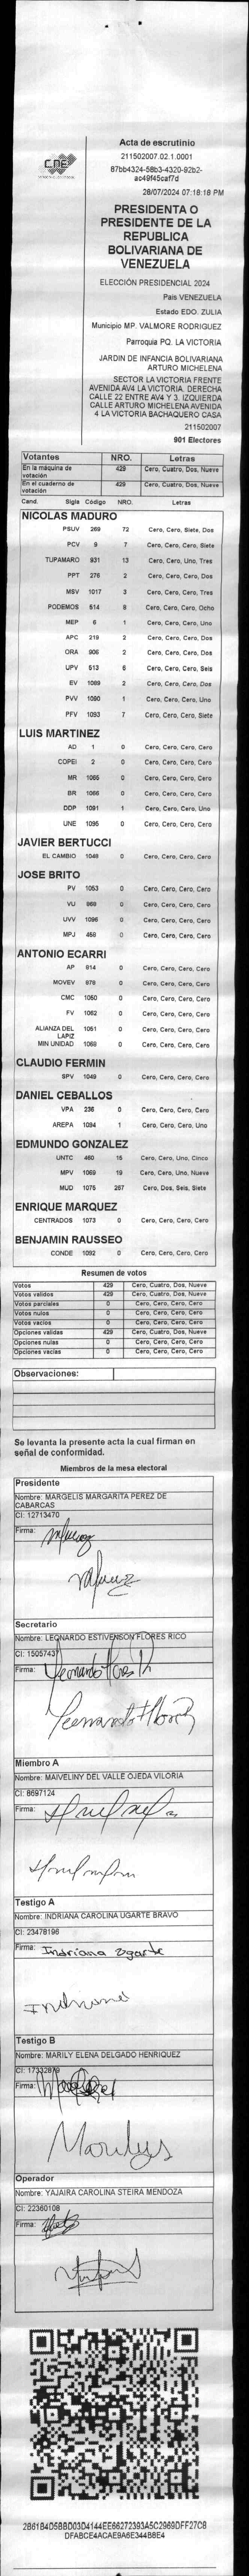 CNE
Acta de escrutinio
211502007.02.1.0001
87bb4324-58b3-4320-92b2-
ac49f45caf7d
28/07/2024 07:18:18 PM
PRESIDENTA O
PRESIDENTE DE LA
REPUBLICA
BOLIVARIANA DE
VENEZUELA
ELECCIÓN PRESIDENCIAL 2024
País VENEZUELA
Estado EDO. ZULIA
Municipio MP. VALMORE RODRIGUEZ
Parroquia PQ. LA VICTORIA
JARDIN DE INFANCIA BOLIVARIANA
ARTURO MICHELENA
SECTOR LA VICTORIA FRENTE
AVENIDA AV4 LA VICTORIA. DERECHA
CALLE 22 ENTRE AV4 Y 3. IZQUIERDA
CALLE ARTURO MICHELENA AVENIDA
4 LA VICTORIA BACHAQUERO CASA
211502007
901 Electores
Votantes NRO. Letras
En la máquina de votación 429 Cero, Cuatro, Dos, Nueve
En el cuaderno de votación 429 Cero, Cuatro, Dos, Nueve
Cand. Sigla Código NRO. Letras
NICOLAS MADURO
PSUV 269 72 Cero, Cero, Siete, Dos
PCV 9 7 Cero, Cero, Cero, Siete
TUPAMARO 931 13 Cero, Cero, Uno, Tres
PPT 276 2 Cero, Cero, Cero, Dos
MSV 1017 3 Cero, Cero, Cero, Tres
PODEMOS 514 8 Cero, Cero, Cero, Ocho
MEP 6 1 Cero, Cero, Cero, Uno
APC 219 2 Cero, Cero, Cero, Dos
ORA 906 2 Cero, Cero, Cero, Dos
UPV 513 6 Cero, Cero, Cero, Seis
EV 1089 2 Cero, Cero, Cero, Dos
PVV 1090 1 Cero, Cero, Cero, Uno
PFV 1093 7 Cero, Cero, Cero, Siete
LUIS MARTINEZ
AD 1 0 Cero, Cero, Cero, Cero
COPEI 2 0 Cero, Cero, Cero, Cero
MR 1065 0 Cero, Cero, Cero, Cero
BR 1066 0 Cero, Cero, Cero, Cero
DDP 1091 1 Cero, Cero, Cero, Uno
UNE 1095 0 Cero, Cero, Cero, Cero
JAVIER BERTUCCI
EL CAMBIO 1048 0 Cero, Cero, Cero, Cero
JOSE BRITO
PV 1053 0 Cero, Cero, Cero, Cero
VU 868 0 Cero, Cero, Cero, Cero
UVV 1096 0 Cero, Cero, Cero, Cero
MPJ 458 0 Cero, Cero, Cero, Cero
ANTONIO ECARRI
AP 914 0 Cero, Cero, Cero, Cero
MOVEV 978 0 Cero, Cero, Cero, Cero
CMC 1050 0 Cero, Cero, Cero, Cero
FV 1062 0 Cero, Cero, Cero, Cero
ALIANZA DEL LAPIZ 1051 0 Cero, Cero, Cero, Cero
MIN UNIDAD 1068 0 Cero, Cero, Cero, Cero
CLAUDIO FERMIN
SPV 1049 0 Cero, Cero, Cero, Cero
DANIEL CEBALLOS
VPA 236 0 Cero, Cero, Cero, Cero
AREPA 1094 1 Cero, Cero, Cero, Uno
EDMUNDO GONZALEZ
UNTC 460 15 Cero, Cero, Uno, Cinco
MPV 1069 19 Cero, Cero, Uno, Nueve
MUD 1075 267 Cero, Dos, Seis, Siete
ENRIQUE MARQUEZ
CENTRADOS 1073 0 Cero, Cero, Cero, Cero
BENJAMIN RAUSSEO
CONDE 1092 0 Cero, Cero, Cero, Cero
Resumen de votos
Votos 429 Cero, Cuatro, Dos, Nueve
Votos validos 429 Cero, Cuatro, Dos, Nueve
Votos parciales 0 Cero, Cero, Cero, Cero
Votos nulos 0 Cero, Cero, Cero, Cero
Votos vacios 0 Cero, Cero, Cero, Cero
Opciones validas 429 Cero, Cuatro, Dos, Nueve
Opciones nulas 0 Cero, Cero, Cero, Cero
Opciones vacias 0 Cero, Cero, Cero, Cero
Observaciones:
Se levanta la presente acta la cual firman en
señal de conformidad.
Miembros de la mesa electoral
Presidente
Nombre: MARGELIS MARGARITA PEREZ DE
CABARCAS
CI: 12713470
Firma:
Secretario
Nombre: LEONARDO ESTIVENSON FLORES RICO
CI: 1505743
Firma: Leonardo Flores R
Leonardo Flores
Miembro A
Nombre: MAIVELINY DEL VALLE OJEDA VILORIA
CI: 8697124
Firma:
Testigo A
Nombre: INDRIANA CAROLINA UGARTE BRAVO
CI: 23478196
Firma: Indriana Ugarte
Indriana
Testigo B
Nombre: MARILY ELENA DELGADO HENRIQUEZ
CI: 17332879
Firma:
Marilys
Operador
Nombre: YAJAIRA CAROLINA STEIRA MENDOZA
CI: 22360108
Firma:
2861B4D5BBD03D4144EE66272393A5C2969DFF27C8
DFABCE4ACAE9A6E344B8E4